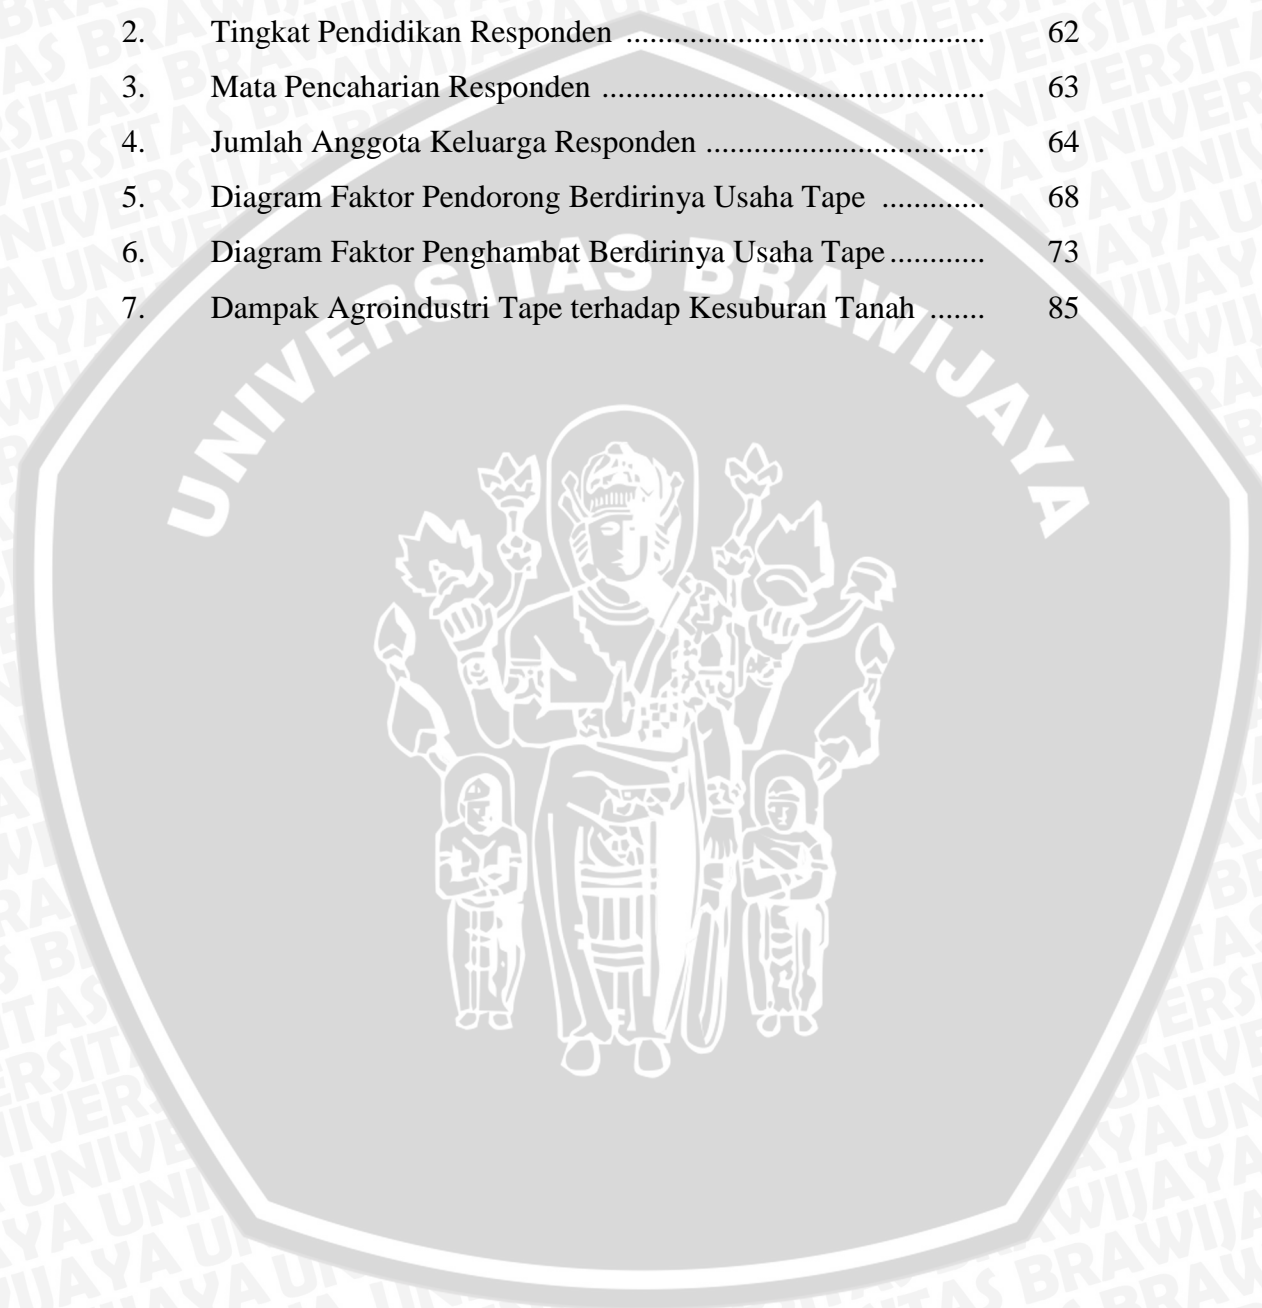 2. Tingkat Pendidikan Responden ............................................. 62
3. Mata Pencaharian Responden ................................................ 63
4. Jumlah Anggota Keluarga Responden ................................... 64
5. Diagram Faktor Pendorong Berdirinya Usaha Tape ............. 68
6. Diagram Faktor Penghambat Berdirinya Usaha Tape ............ 73
7. Dampak Agroindustri Tape terhadap Kesuburan Tanah ....... 85
UNIVERSITAS BRAWIJAYA